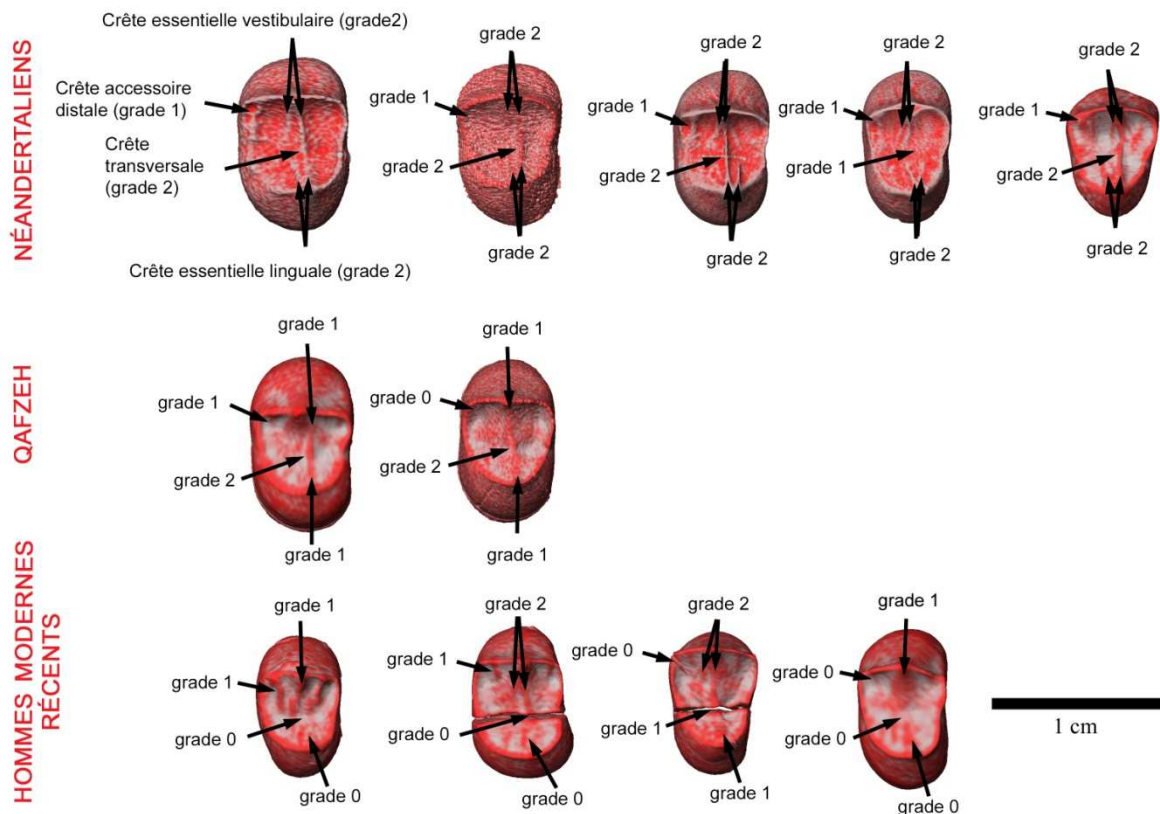 NÉANDERTALIENS
Crête essentielle vestibulaire (grade2)
Crête accessoire
distale (grade 1)
Crête
transversale
(grade 2)
Crête essentielle linguale (grade 2)
grade 2
grade 1
grade 2
grade 2
grade 2
grade 1
grade 2
grade 2
grade 2
grade 1
grade 1
grade 2
grade 2
grade 1
grade 2
grade 2
QAFZEH
grade 1
grade 1
grade 2
grade 1
grade 1
grade 0
grade 2
grade 1
HOMMES MODERNES
RÉCENTS
grade 1
grade 1
grade 0
grade 0
grade 2
grade 1
grade 0
grade 0
grade 2
grade 0
grade 1
grade 1
grade 1
grade 0
grade 0
grade 0
1 cm